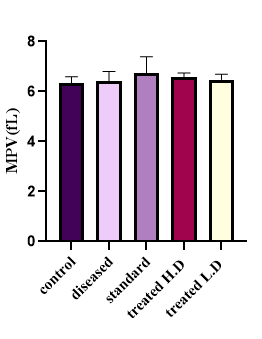 8
6
4
2
0
MPV(fL)
control
diseased
standard
treated H.D
treated L.D